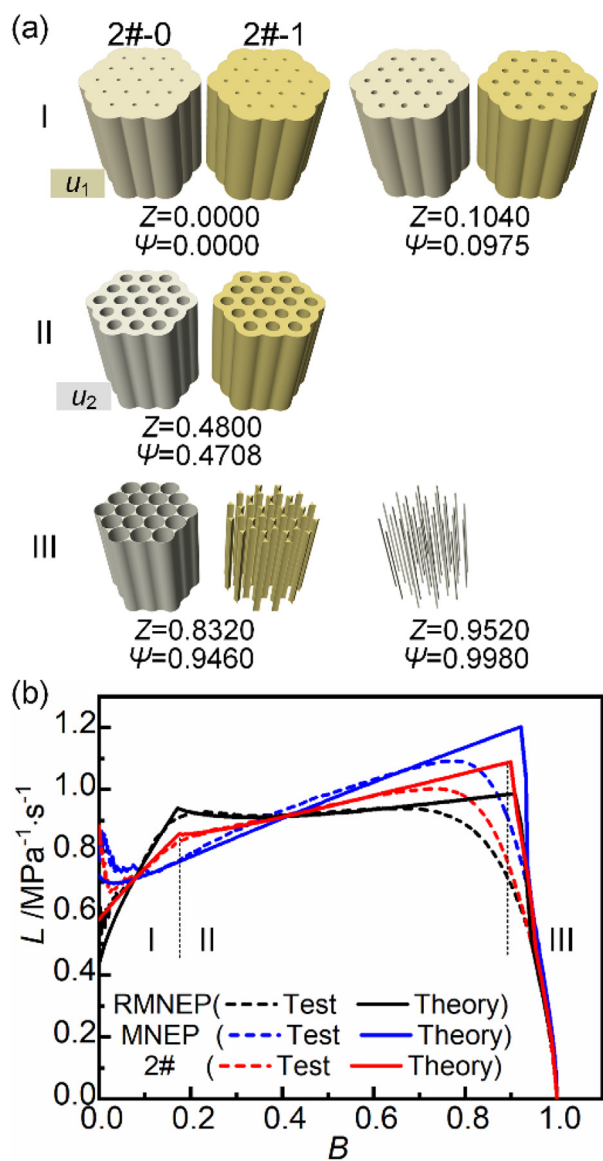 (a)
2#-0 2#-1
I
u₁
Z=0.0000 Z=0.1040
Ψ=0.0000 Ψ=0.0975
II
u₂
Z=0.4800
Ψ=0.4708
III
Z=0.8320 Z=0.9520
Ψ=0.9460 Ψ=0.9980
(b)
1.2
1.0
0.8
0.6
0.4
0.2
0.0
L /MPa⁻¹·s⁻¹
I II III
RMNEP( Test Theory)
MNEP ( Test Theory)
2# ( Test Theory)
0.0 0.2 0.4 0.6 0.8 1.0
B